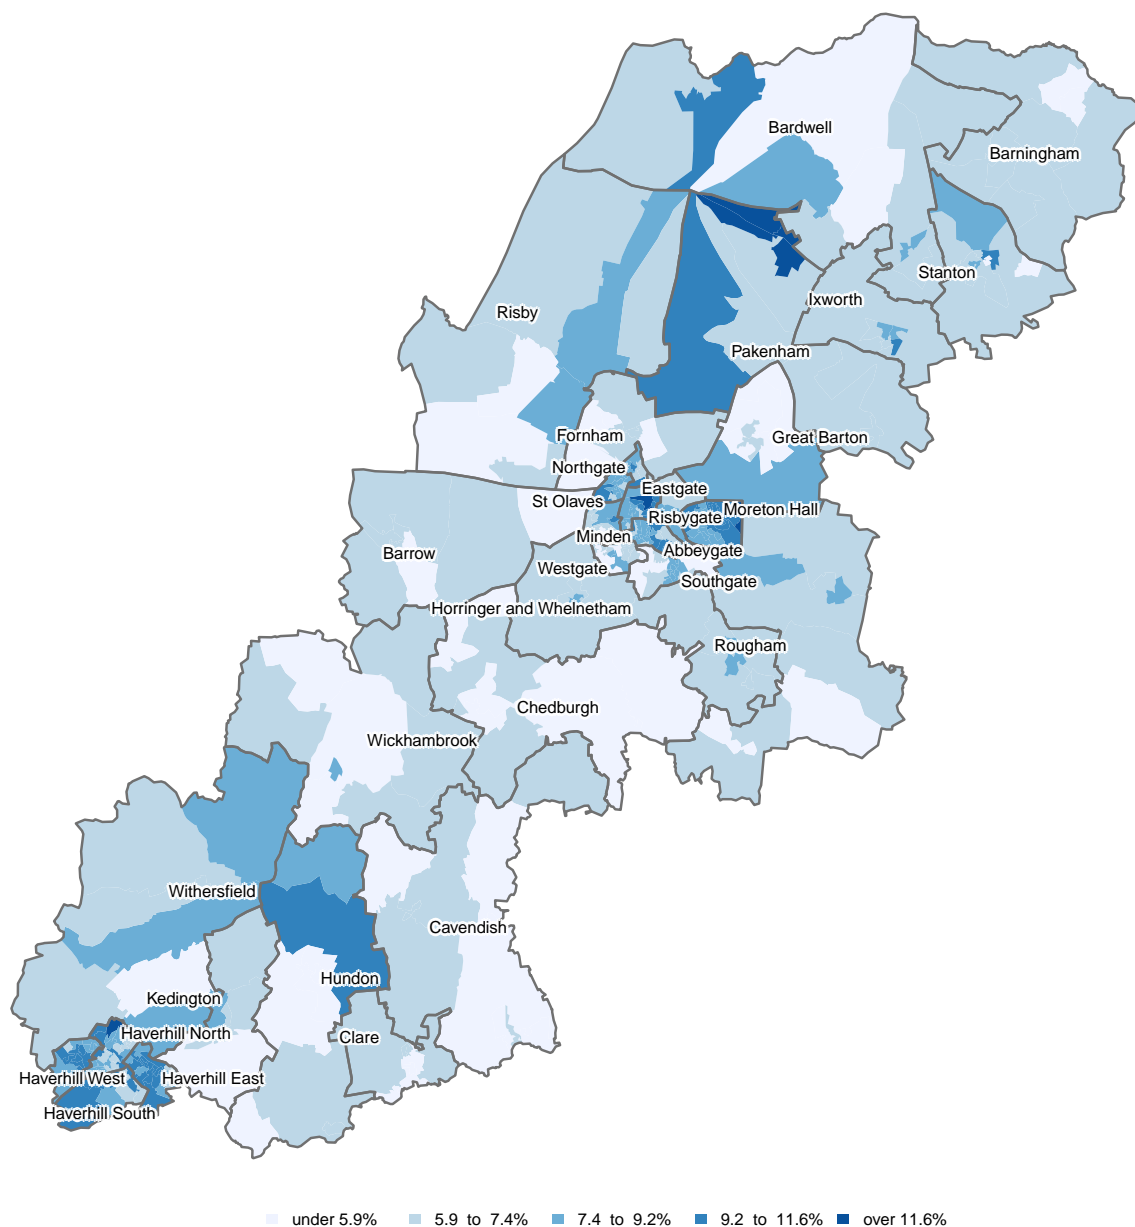 Bardwell
Barningham
Stanton
Ixworth
Risby
Pakenham
Fornham
Great Barton
Northgate
Eastgate
St Olaves
Risbygate
Moreton Hall
Minden
Abbeygate
Barrow
Westgate
Southgate
Horringer and Whelnetham
Rougham
Chedburgh
Wickhambrook
Withersfield
Cavendish
Hundon
Kedington
Haverhill North
Clare
Haverhill West
Haverhill East
Haverhill South
under 5.9% 5.9 to 7.4% 7.4 to 9.2% 9.2 to 11.6% over 11.6%